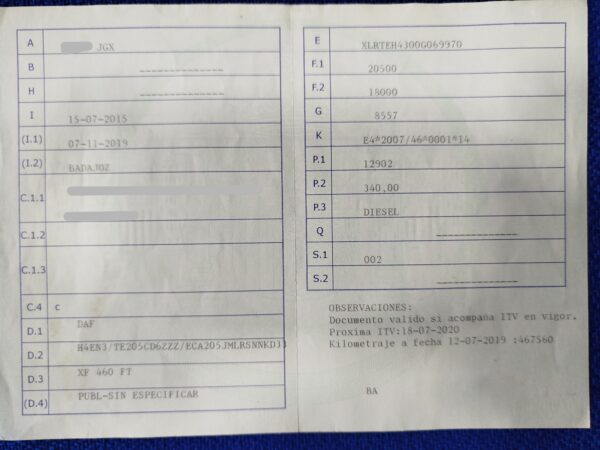 A JGX
B --------------
H --------------
I 15-07-2015
(I.1) 07-11-2019
(I.2) BADAJOZ
C.1.1
C.1.2
C.1.3
C.4 c
D.1 DAF
D.2 H4EN3/TE205CD6ZZZ/ECA205JMLRSNNKD33
D.3 XF 460 FT
(D.4) PUBL-SIN ESPECIFICAR
E XLRTEH4300G069970
F.1 20500
F.2 18000
G 8557
K E4*2007/46*0001*14
P.1 12902
P.2 340,00
P.3 DIESEL
Q --------------
S.1 002
S.2 --------------
OBSERVACIONES:
Documento valido si acompaña ITV en vigor.
Proxima ITV:18-07-2020
Kilometraje a fecha 12-07-2019 :467560
BA